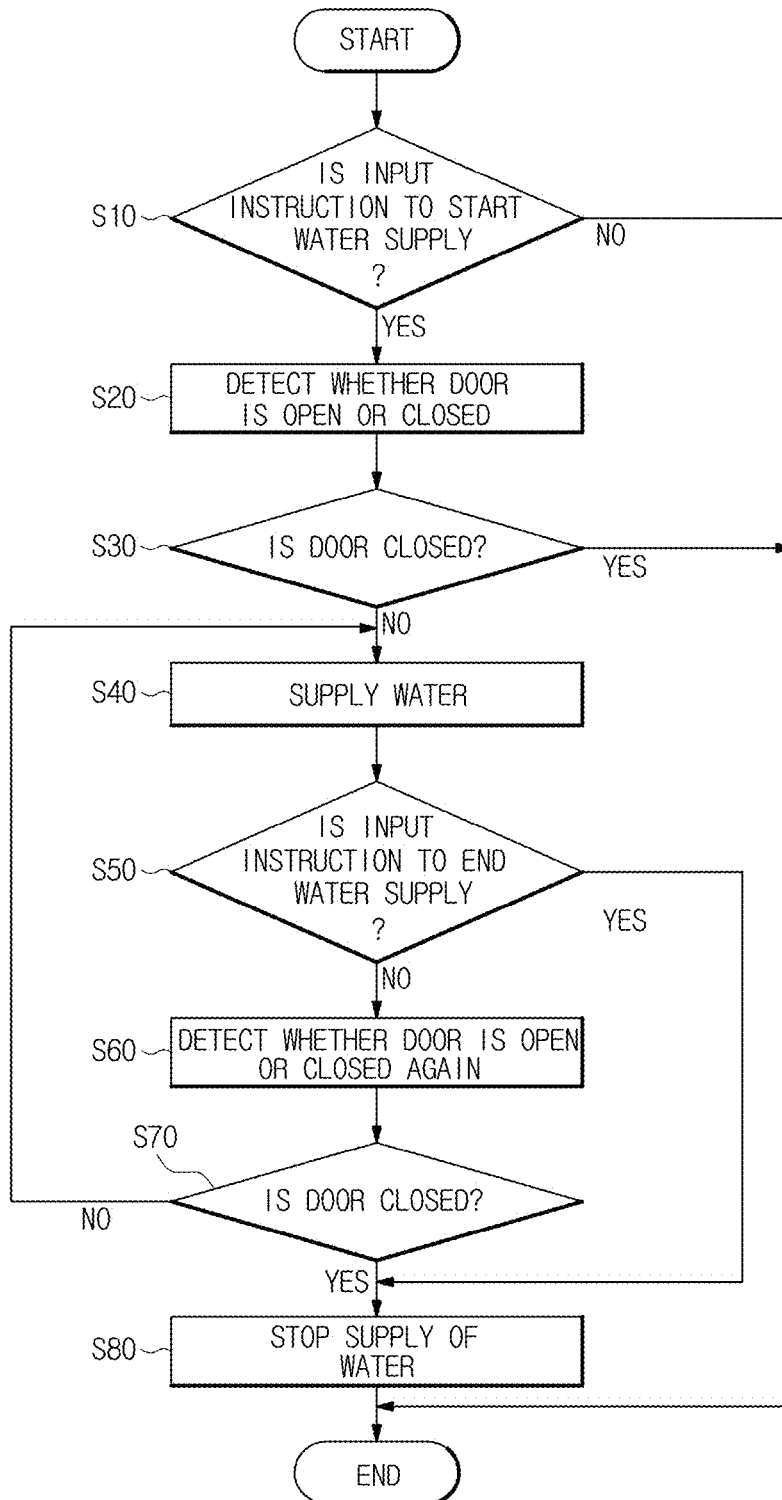 START
IS INPUT
INSTRUCTION TO START
WATER SUPPLY
?
S10
NO
YES
S20
DETECT WHETHER DOOR
IS OPEN OR CLOSED
S30
IS DOOR CLOSED?
YES
NO
S40
SUPPLY WATER
IS INPUT
INSTRUCTION TO END
WATER SUPPLY
?
S50
YES
NO
S60
DETECT WHETHER DOOR IS OPEN
OR CLOSED AGAIN
S70
IS DOOR CLOSED?
NO
YES
S80
STOP SUPPLY OF
WATER
END